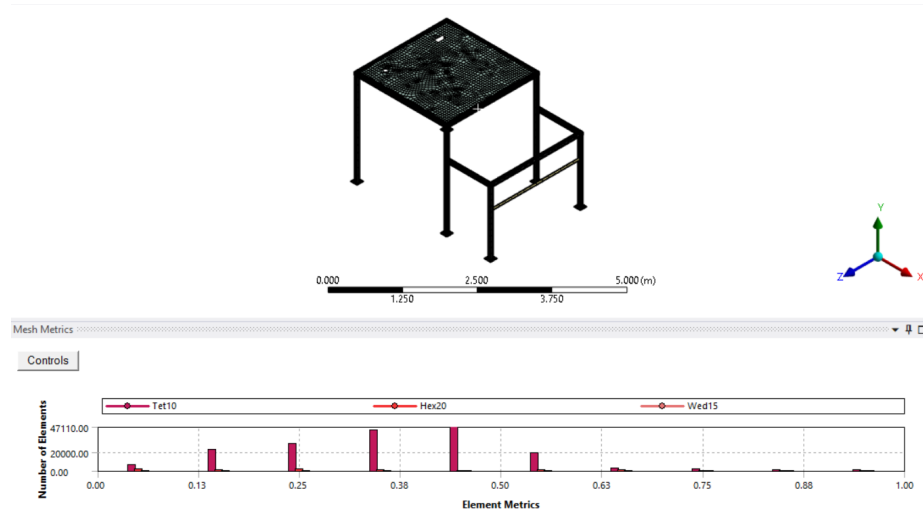 0.000
2.500
5.000 (m)
1.250
3.750
Y
Z
X
Mesh Metrics
Controls
Tet10
Hex20
Wed15
Number of Elements
47110.00
20000.00
0.00
0.00
0.13
0.25
0.38
0.50
0.63
0.75
0.88
1.00
Element Metrics